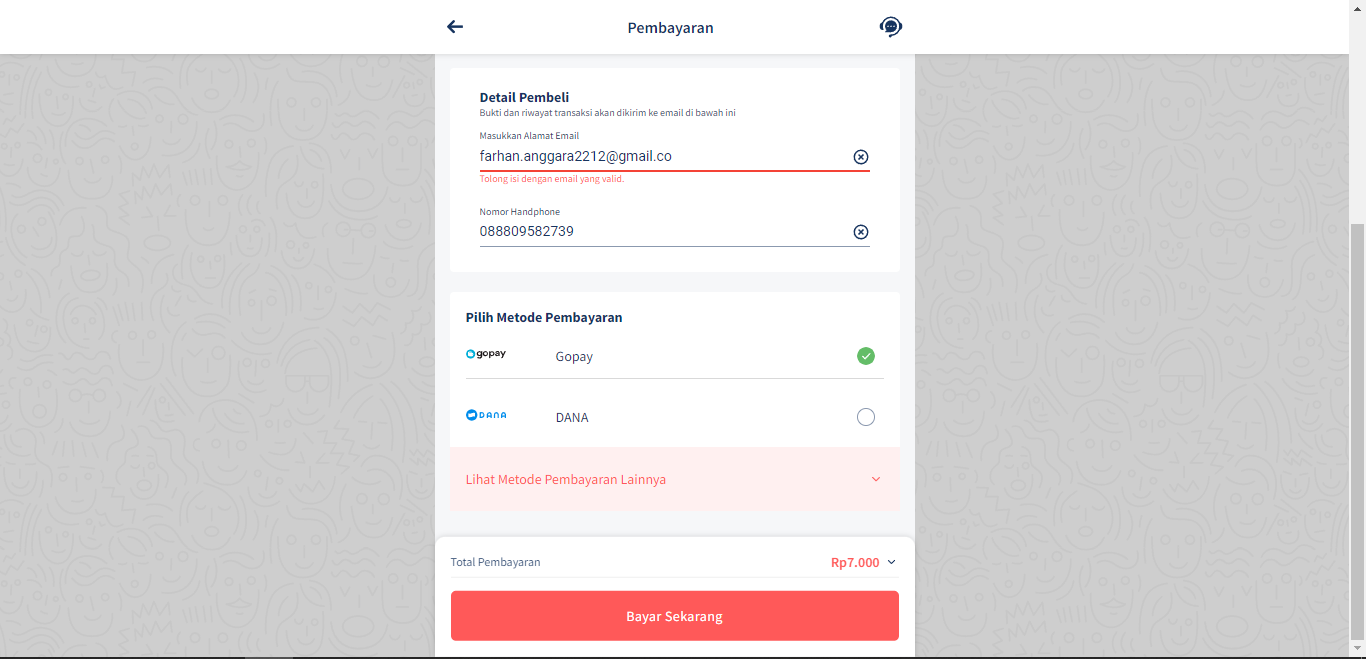 Pembayaran
Detail Pembeli
Bukti dan riwayat transaksi akan dikirim ke email di bawah ini
Masukkan Alamat Email
farhan.anggara2212@gmail.co
Tolong isi dengan email yang valid.
Nomor Handphone
088809582739
Pilih Metode Pembayaran
gopay Gopay
DANA DANA
Lihat Metode Pembayaran Lainnya
Total Pembayaran Rp7.000
Bayar Sekarang